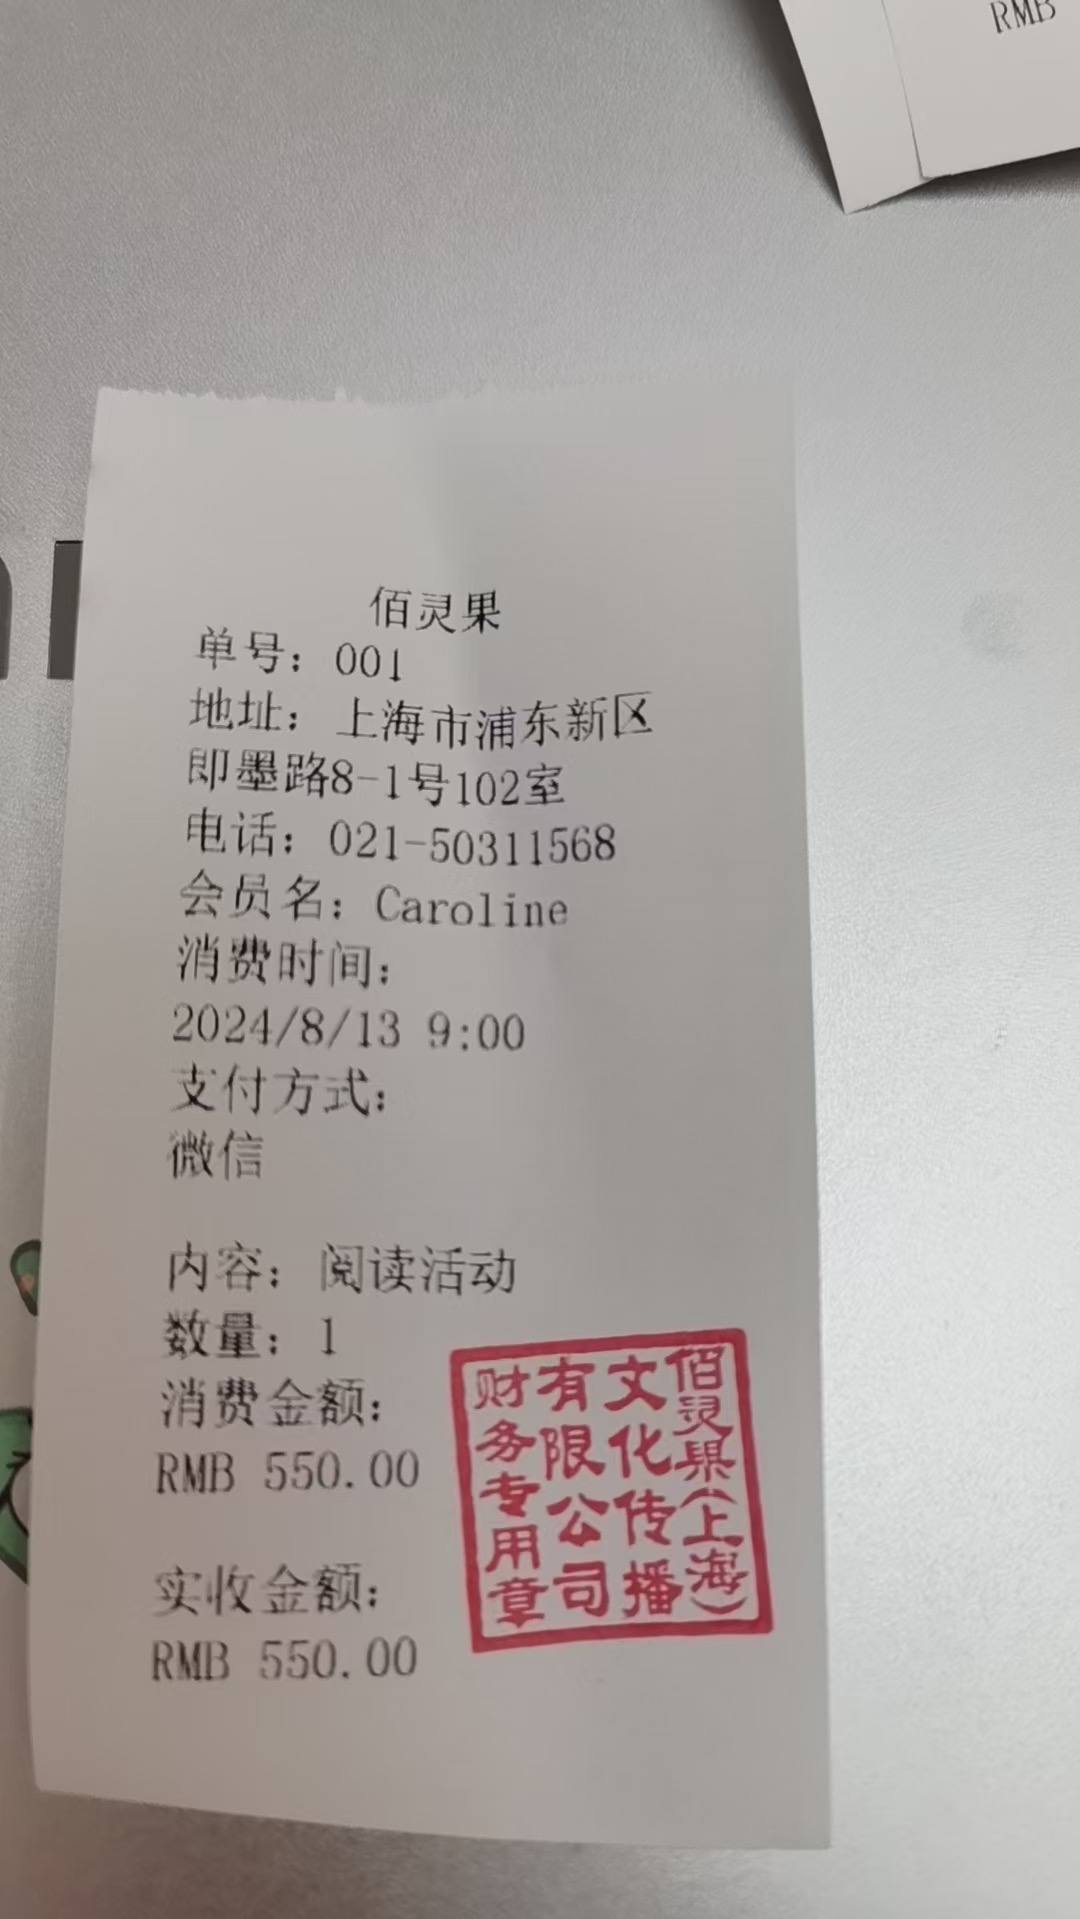 RMB
佰灵果
单号：001
地址：上海市浦东新区
即墨路8-1号102室
电话：021-50311568
会员名：Caroline
消费时间：
2024/8/13 9:00
支付方式：
微信
内容：阅读活动
数量：1
消费金额：
RMB 550.00
实收金额：
RMB 550.00
佰灵果（上海）
文化传播
有限公司
财务专用章